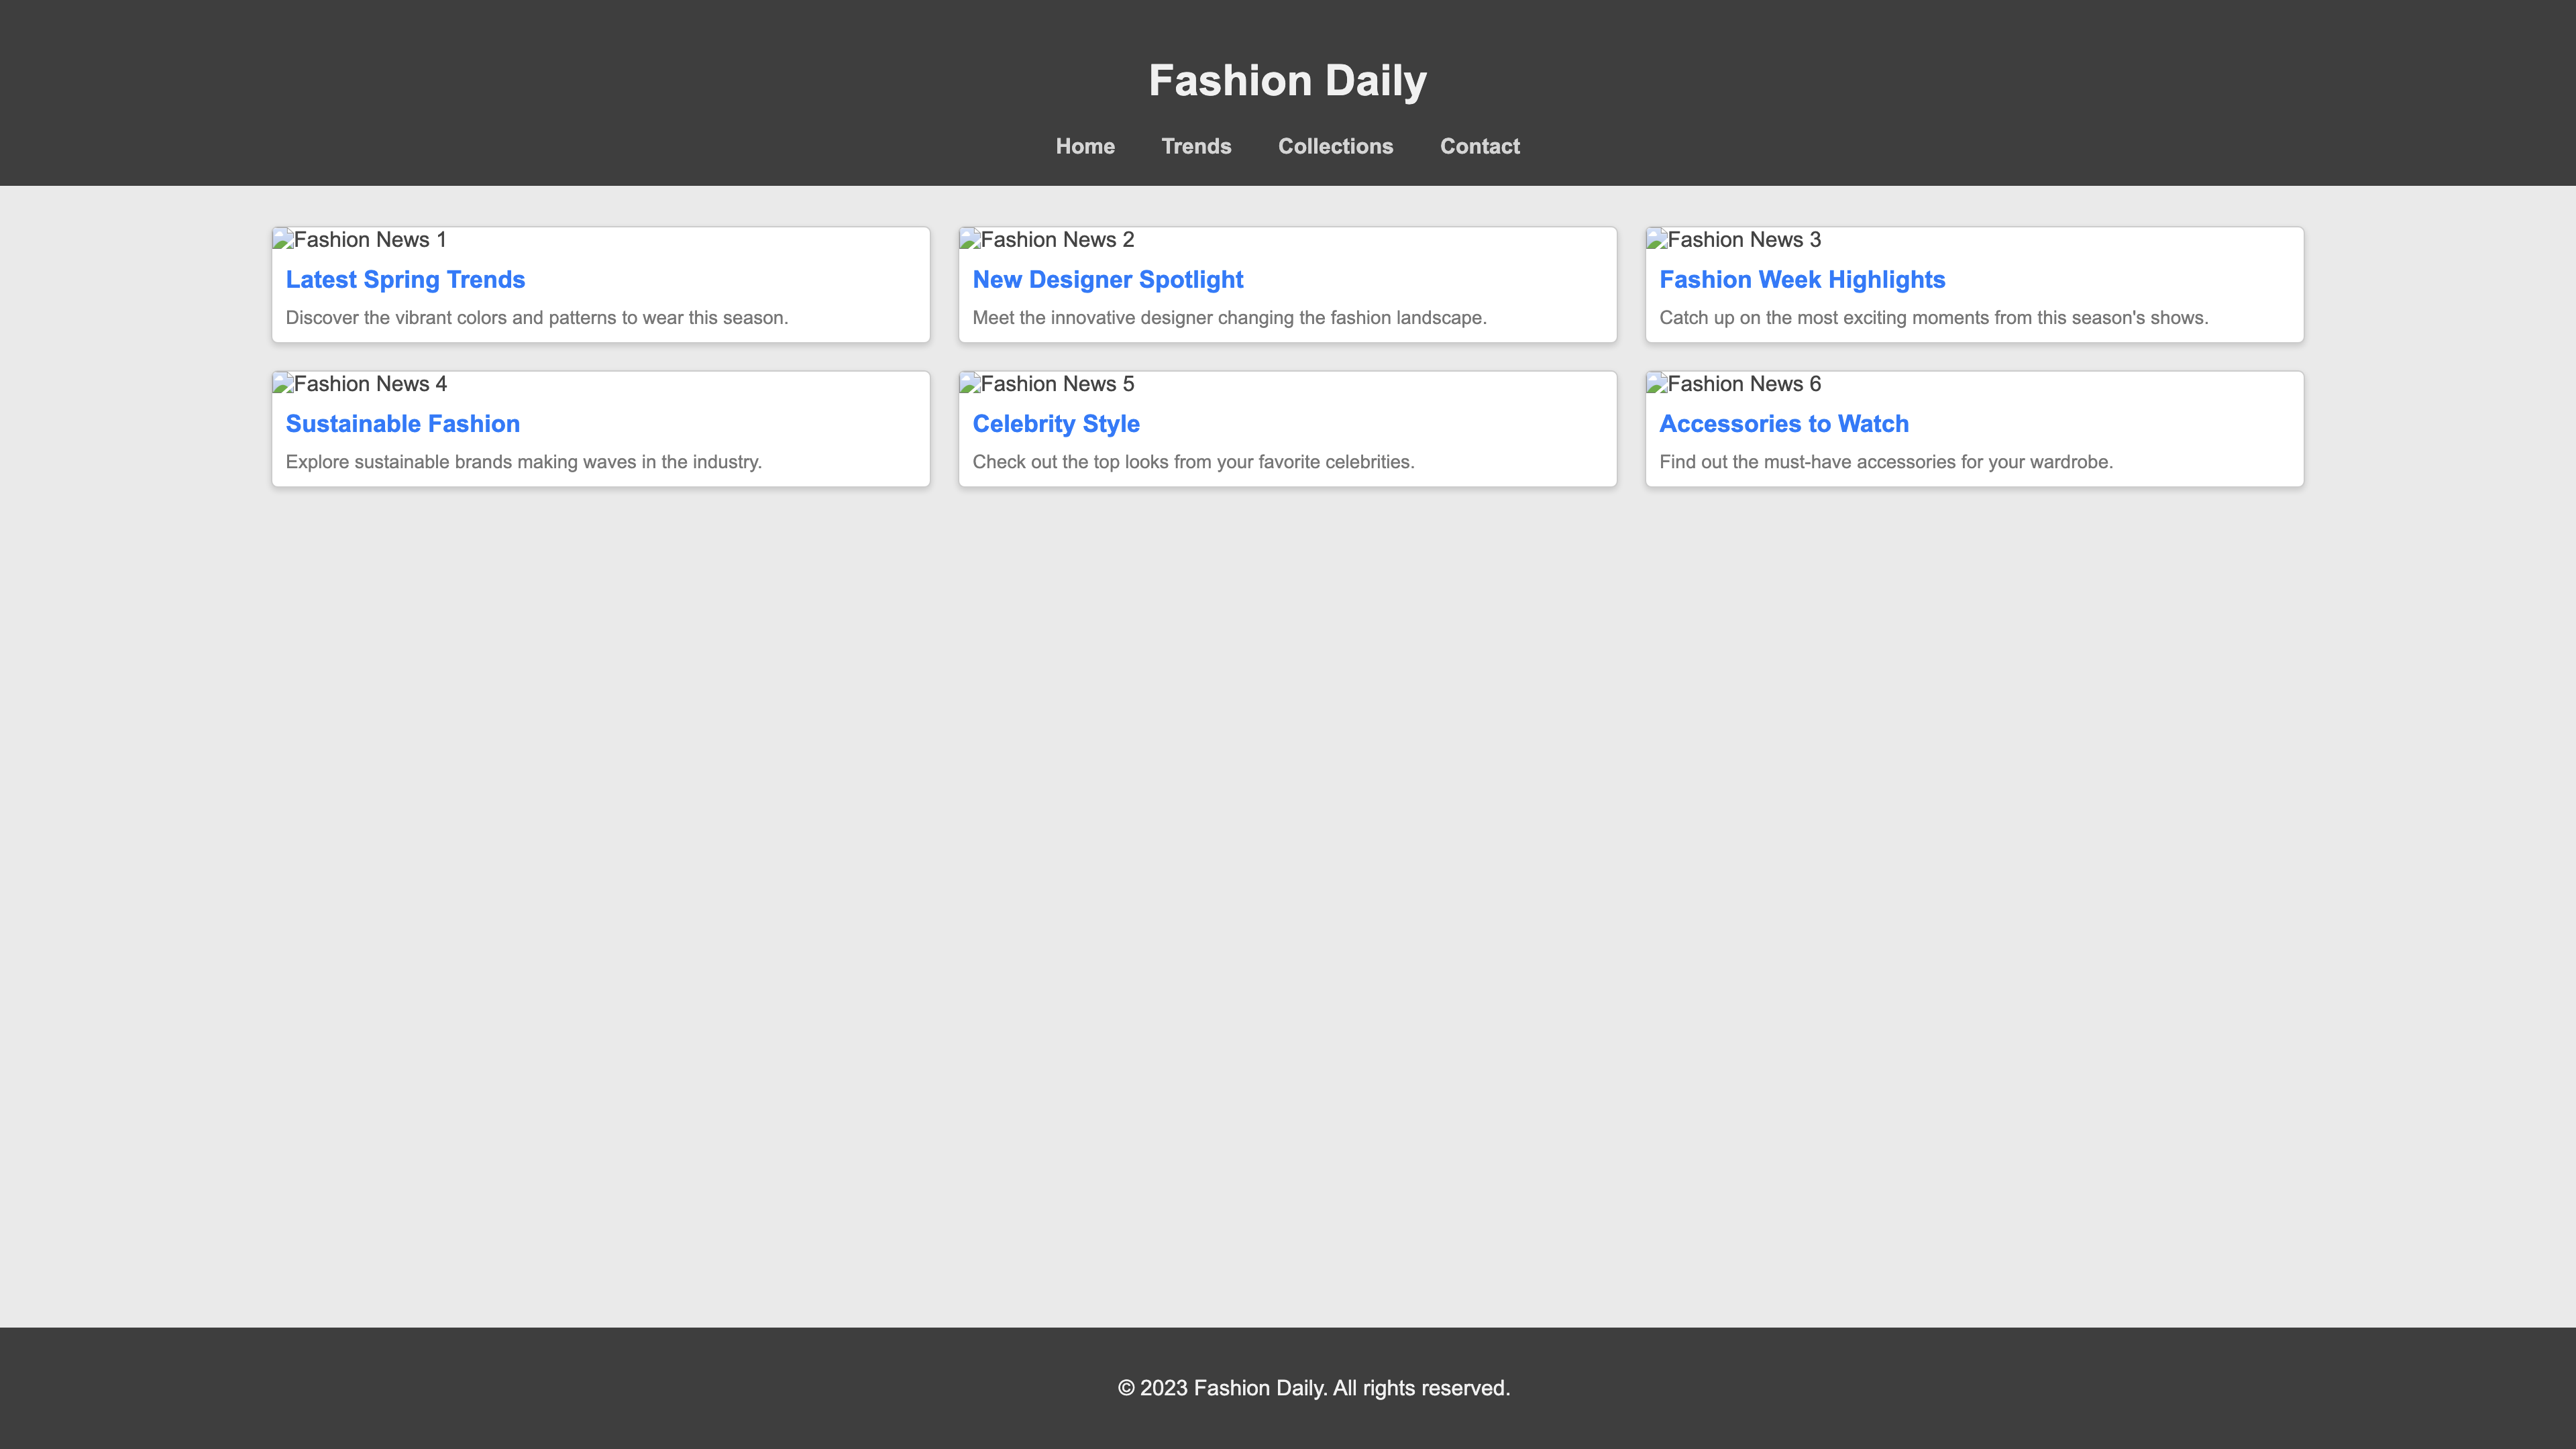 Fashion Daily
Home Trends Collections Contact
Fashion News 1
Latest Spring Trends
Discover the vibrant colors and patterns to wear this season.
Fashion News 2
New Designer Spotlight
Meet the innovative designer changing the fashion landscape.
Fashion News 3
Fashion Week Highlights
Catch up on the most exciting moments from this season's shows.
Fashion News 4
Sustainable Fashion
Explore sustainable brands making waves in the industry.
Fashion News 5
Celebrity Style
Check out the top looks from your favorite celebrities.
Fashion News 6
Accessories to Watch
Find out the must-have accessories for your wardrobe.
© 2023 Fashion Daily. All rights reserved.